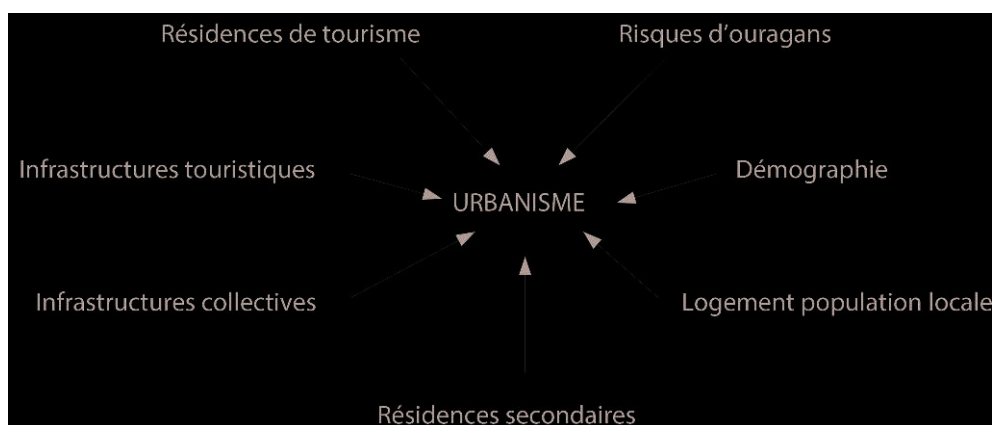 Résidences de tourisme
Risques d’ouragans
Infrastructures touristiques
Démographie
URBANISME
Infrastructures collectives
Logement population locale
Résidences secondaires